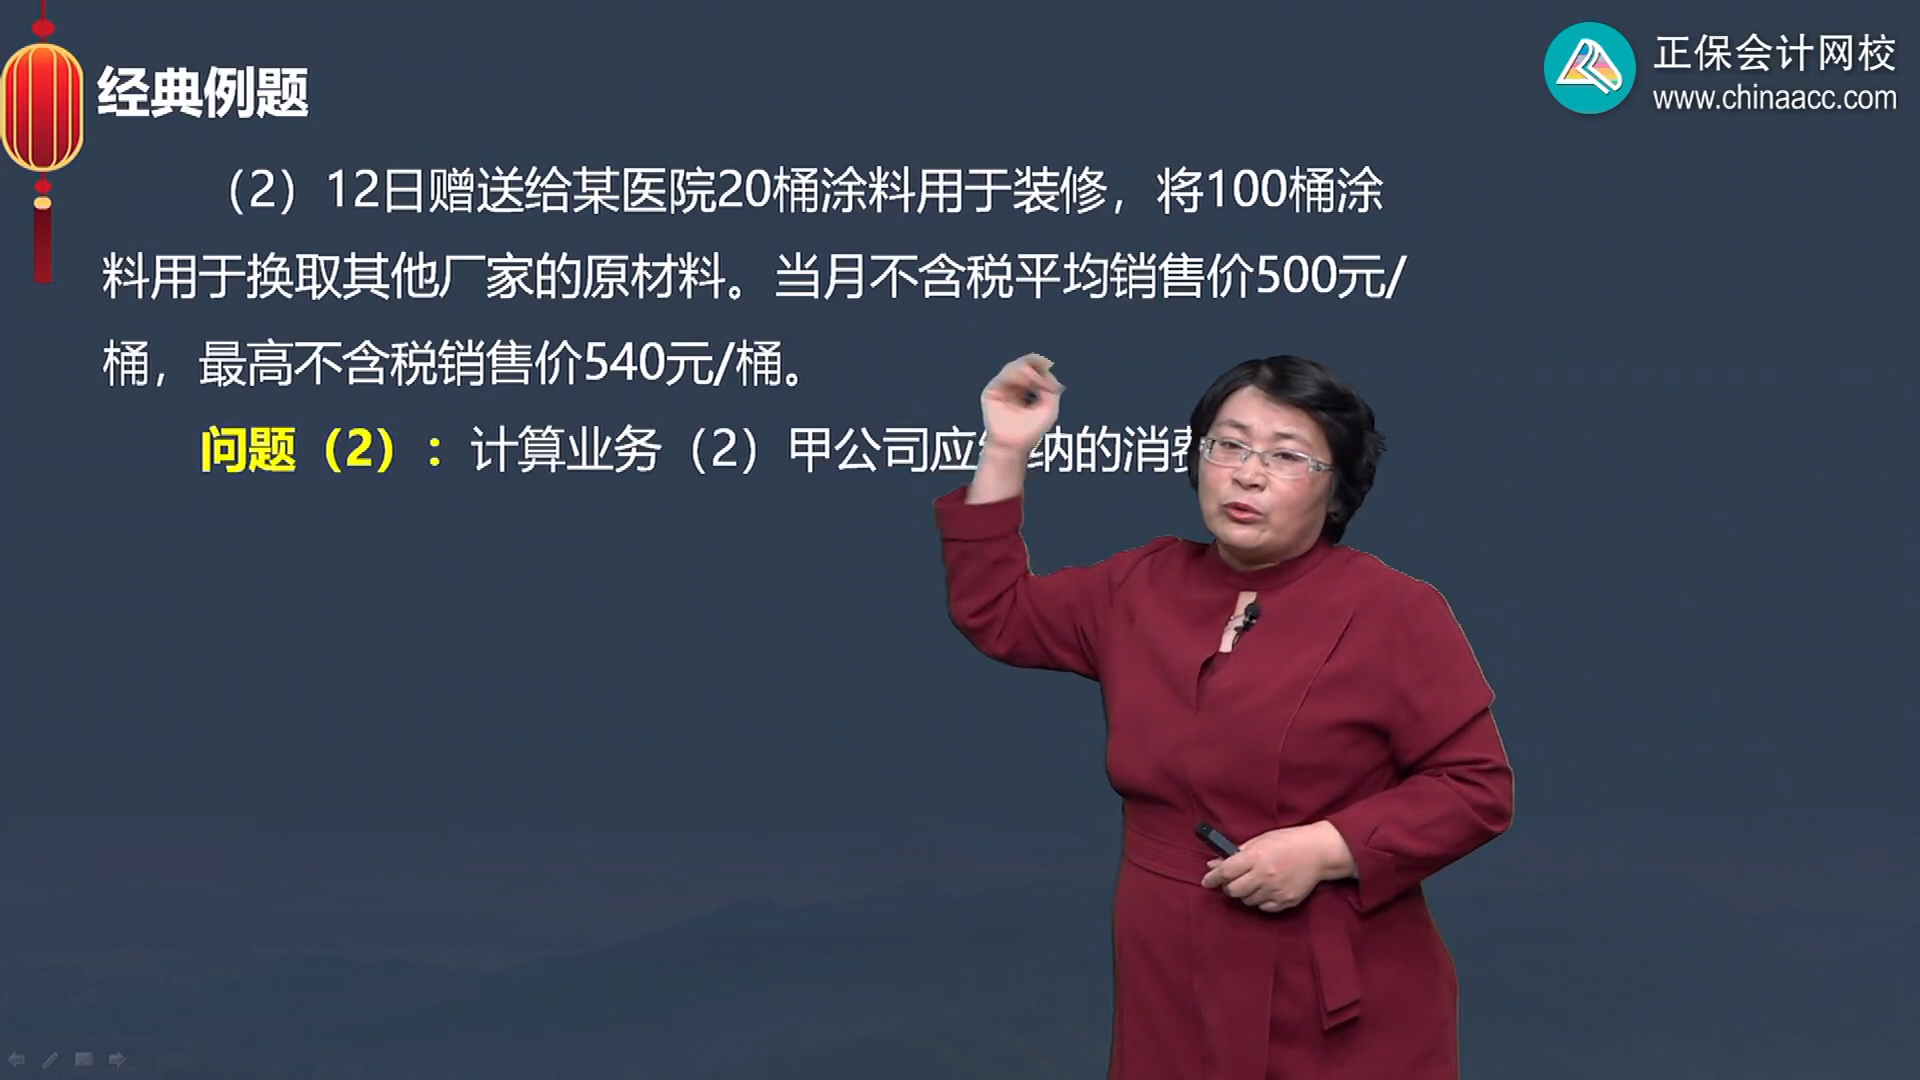 经典例题
正保会计网校
www.chinaacc.com
（2）12日赠送给某医院20桶涂料用于装修，将100桶涂
料用于换取其他厂家的原材料。当月不含税平均销售价500元/
桶，最高不含税销售价540元/桶。
问题（2）：计算业务（2）甲公司应 纳的消费